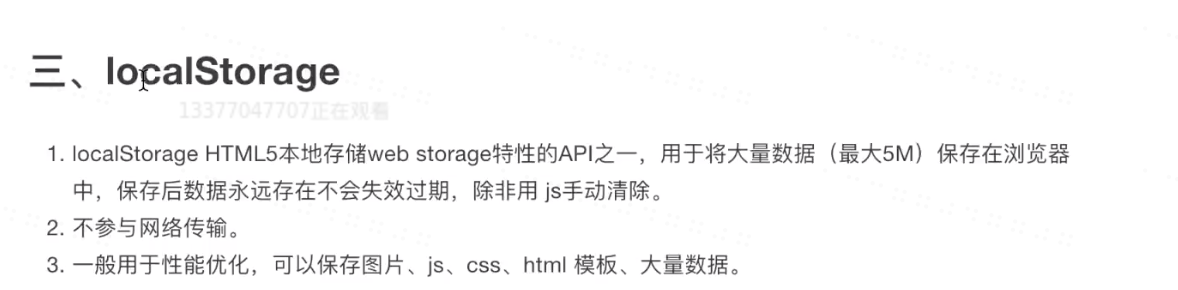 三、localStorage
13377047707正在观看
1. localStorage HTML5本地存储web storage特性的API之一，用于将大量数据（最大5M）保存在浏览器
中，保存后数据永远存在不会失效过期，除非用 js手动清除。
2. 不参与网络传输。
3. 一般用于性能优化，可以保存图片、js、css、html 模板、大量数据。